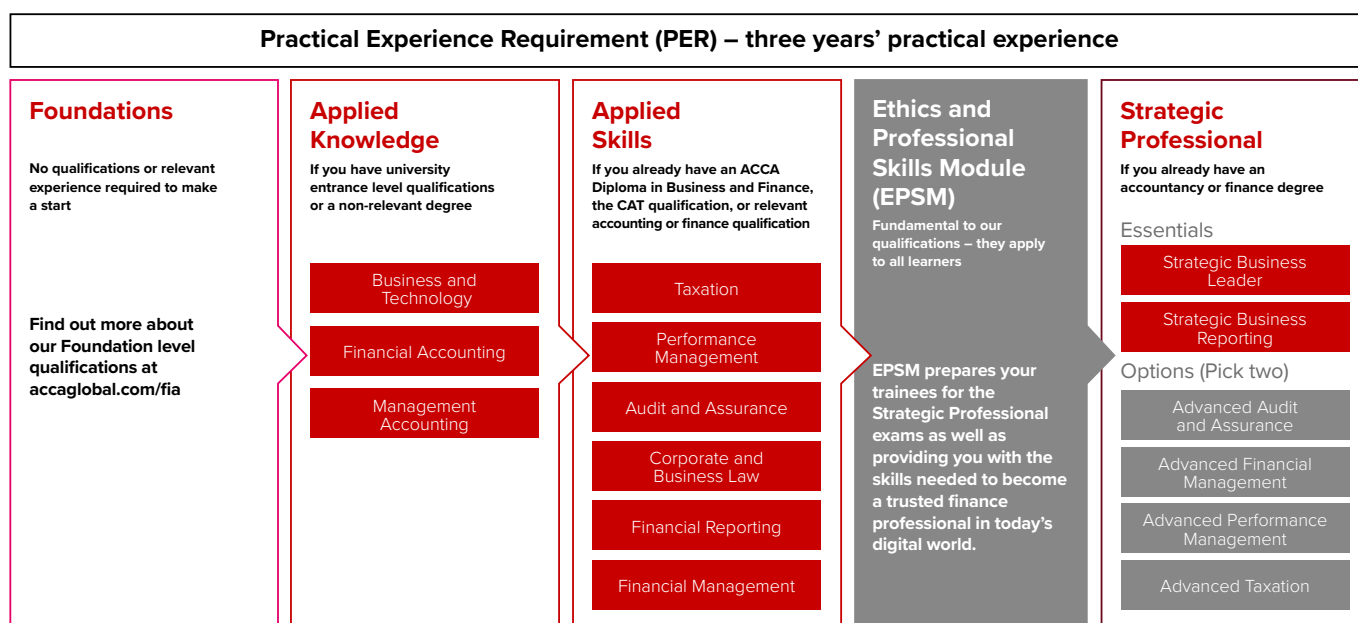 Practical Experience Requirement (PER) – three years’ practical experience
Foundations
No qualifications or relevant
experience required to make
a start
Find out more about
our Foundation level
qualifications at
accaglobal.com/fia
Applied
Knowledge
If you have university
entrance level qualifications
or a non-relevant degree
Business and
Technology
Financial Accounting
Management
Accounting
Applied
Skills
If you already have an ACCA
Diploma in Business and Finance,
the CAT qualification, or relevant
accounting or finance qualification
Taxation
Performance
Management
Audit and Assurance
Corporate and
Business Law
Financial Reporting
Financial Management
Ethics and
Professional
Skills Module
(EPSM)
Fundamental to our
qualifications – they apply
to all learners
EPSM prepares your
trainees for the
Strategic Professional
exams as well as
providing you with the
skills needed to become
a trusted finance
professional in today’s
digital world.
Strategic
Professional
If you already have an
accountancy or finance degree
Essentials
Strategic Business
Leader
Strategic Business
Reporting
Options (Pick two)
Advanced Audit
and Assurance
Advanced Financial
Management
Advanced Performance
Management
Advanced Taxation